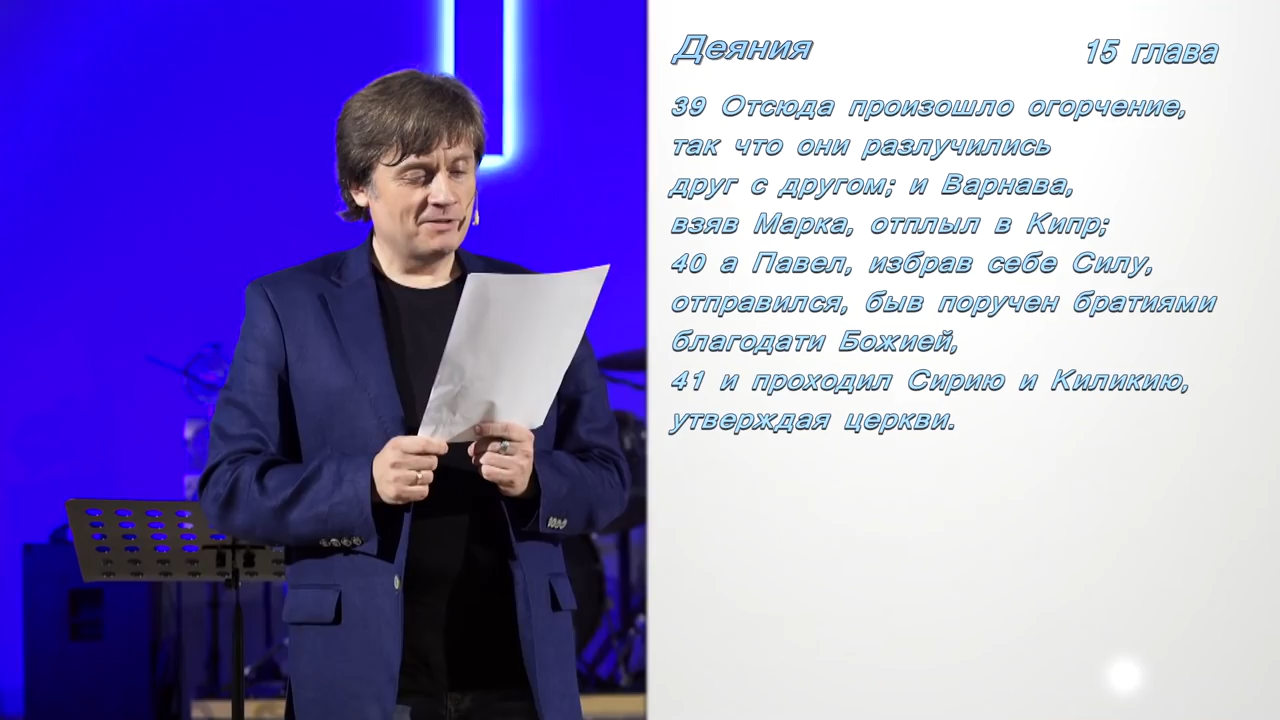 Деяния 15 глава
39 Отсюда произошло огорчение,
так что они разлучились
друг с другом; и Варнава,
взяв Марка, отплыл в Кипр;
40 а Павел, избрав себе Силу,
отправился, быв поручен братиями
благодати Божией,
41 и проходил Сирию и Киликию,
утверждая церкви.